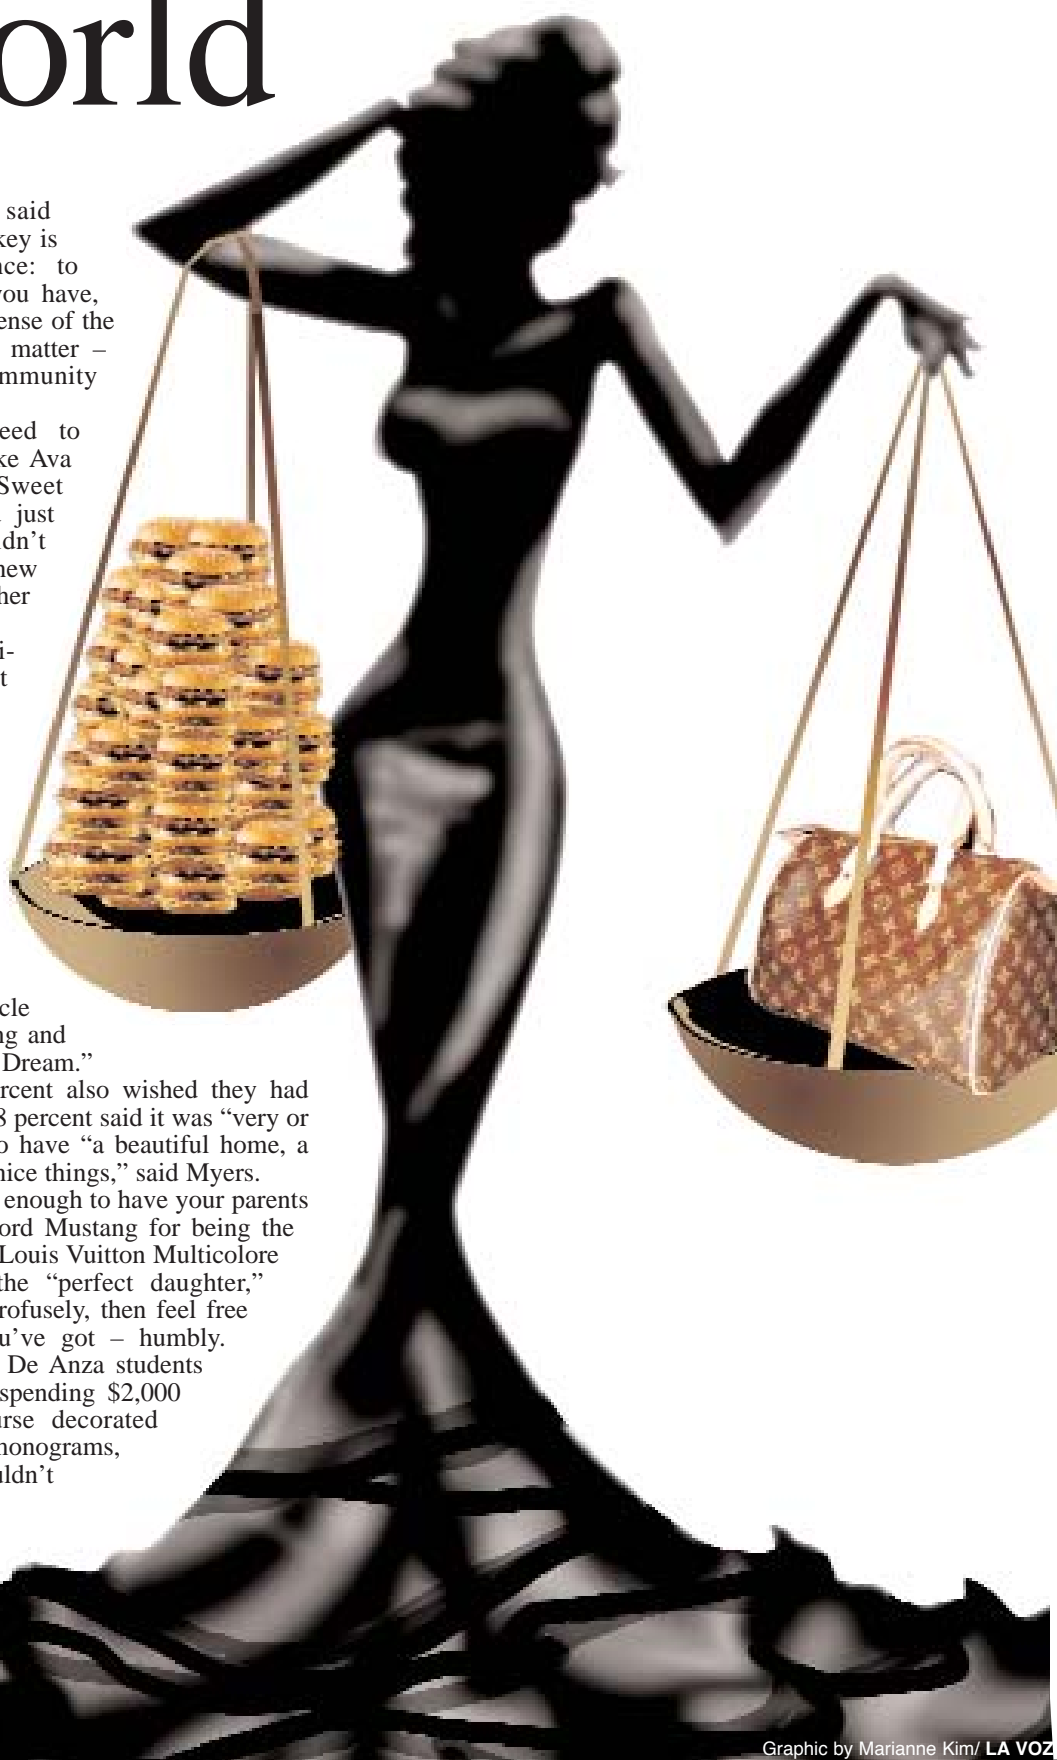 orld
said
key is
nce: to
you have,
ense of the
matter –
mmunity
eed to
ke Ava
Sweet
just
ldn't
new
her
i-
t
cle
ng and
Dream.”
rcent also wished they had
8 percent said it was “very or
o have “a beautiful home, a
nice things,” said Myers.
enough to have your parents
ord Mustang for being the
Louis Vuitton Multicolore
the “perfect daughter,”
rofusely, then feel free
u’ve got – humbly.
De Anza students
spending $2,000
urse decorated
monograms,
uldn’t
Graphic by Marianne Kim/ LA VOZ